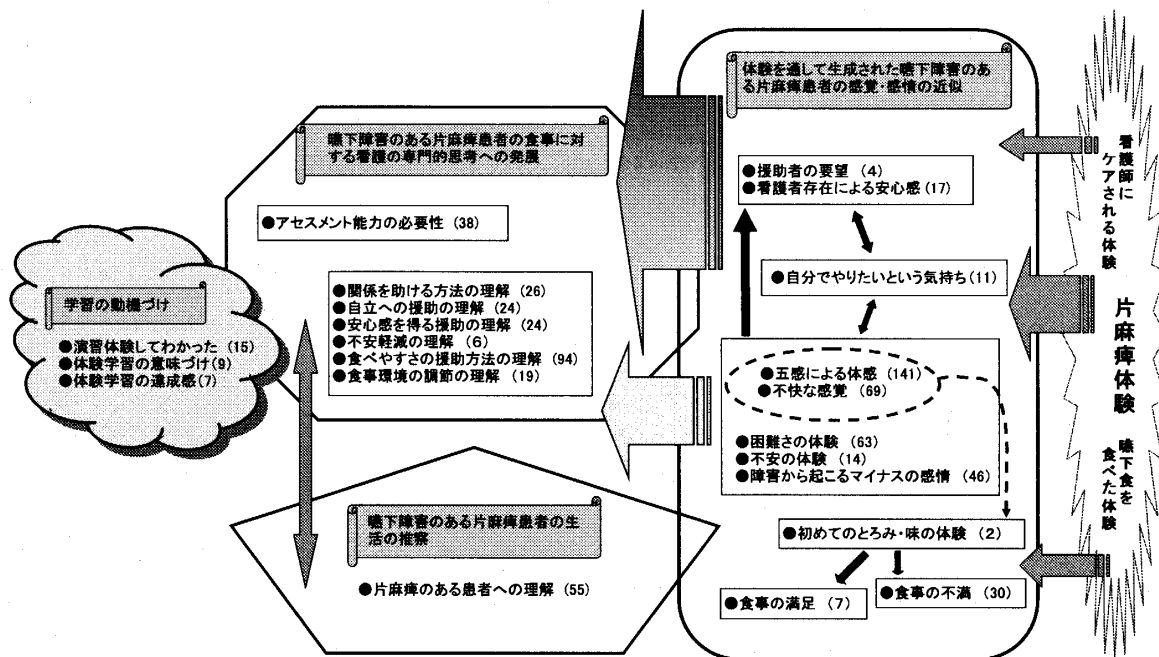 体験を通して生成された嚥下障害のあ
る片麻痺患者の感覚・感情の近似
●援助者の要望 (4)
●看護者存在による安心感 (17)
●自分でやりたいという気持ち (11)
●五感による体感 (141)
●不快な感覚 (69)
●困難さの体験 (63)
●不安の体験 (14)
●障害から起こるマイナスの感情 (46)
●初めてのとろみ・味の体験 (2)
●食事の満足 (7)
●食事の不満 (30)
看護師に
ケアされる体験
片麻痺体験
嚥下食を
食べた体験
嚥下障害のある片麻痺患者の食事に対
する看護の専門的思考への発展
●アセスメント能力の必要性 (38)
●関係を助ける方法の理解 (26)
●自立への援助の理解 (24)
●安心感を得る援助の理解 (24)
●不安軽減の理解 (6)
●食べやすさの援助方法の理解 (94)
●食事環境の調節の理解 (19)
学習の動機づけ
●演習体験してわかった (15)
●体験学習の意味づけ (9)
●体験学習の達成感 (7)
嚥下障害のある片麻痺患者の生
活の推察
●片麻痺のある患者への理解 (55)